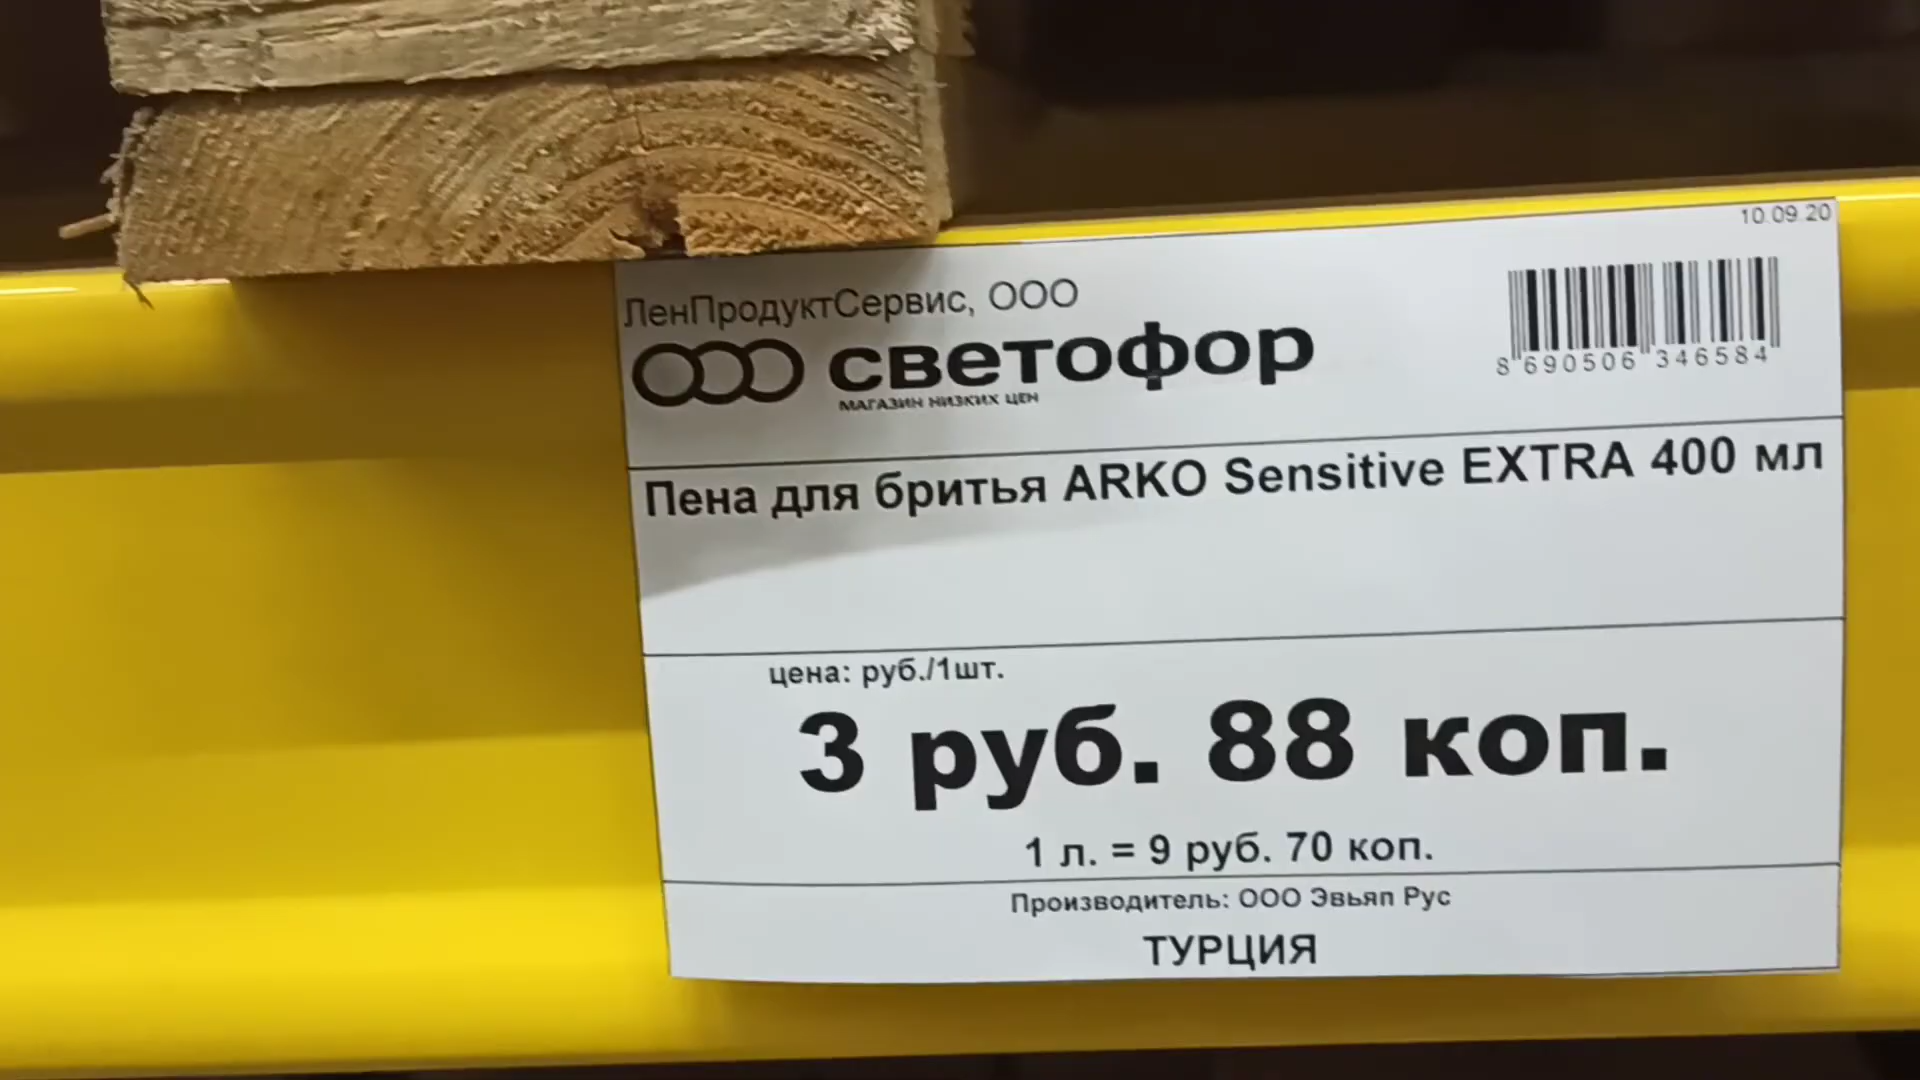 10.09.20
ЛенПродуктСервис, ООО
светофор
МАГАЗИН НИЗКИХ ЦЕН
8 690506 346584
Пена для бритья ARKO Sensitive EXTRA 400 мл
цена: руб./1шт.
3 руб. 88 коп.
1 л. = 9 руб. 70 коп.
Производитель: ООО Эвьяп Рус
ТУРЦИЯ